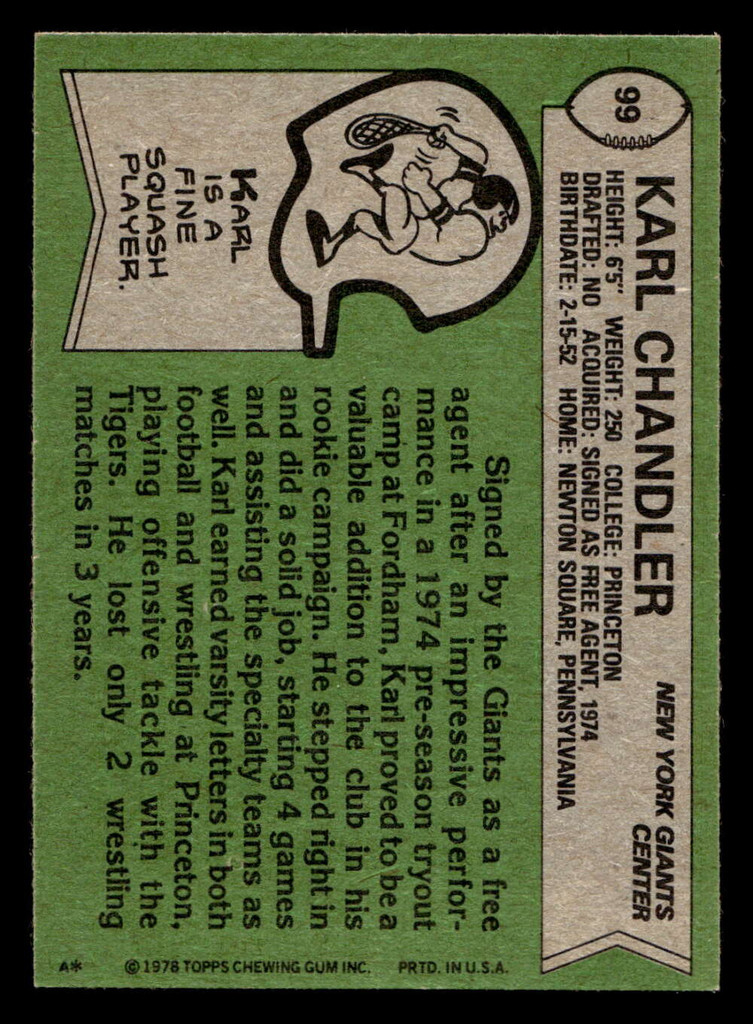 99
KARL CHANDLER
NEW YORK GIANTS
CENTER
HEIGHT: 6'5" WEIGHT: 250 COLLEGE: PRINCETON
DRAFTED: NO ACQUIRED: SIGNED AS FREE AGENT, 1974
BIRTHDATE: 2-15-52 HOME: NEWTON SQUARE, PENNSYLVANIA
KARL
IS A
FINE
SQUASH
PLAYER.
Signed by the Giants as a free
agent after an impressive perfor-
mance in a 1974 pre-season tryout
camp at Fordham, Karl proved to be a
valuable addition to the club in his
rookie campaign. He stepped right in
and did a solid job, starting 4 games
and assisting the specialty teams as
well. Karl earned varsity letters in both
football and wrestling at Princeton,
playing offensive tackle with the
Tigers. He lost only 2 wrestling
matches in 3 years.
A* © 1978 TOPPS CHEWING GUM INC. PRTD. IN U.S.A.